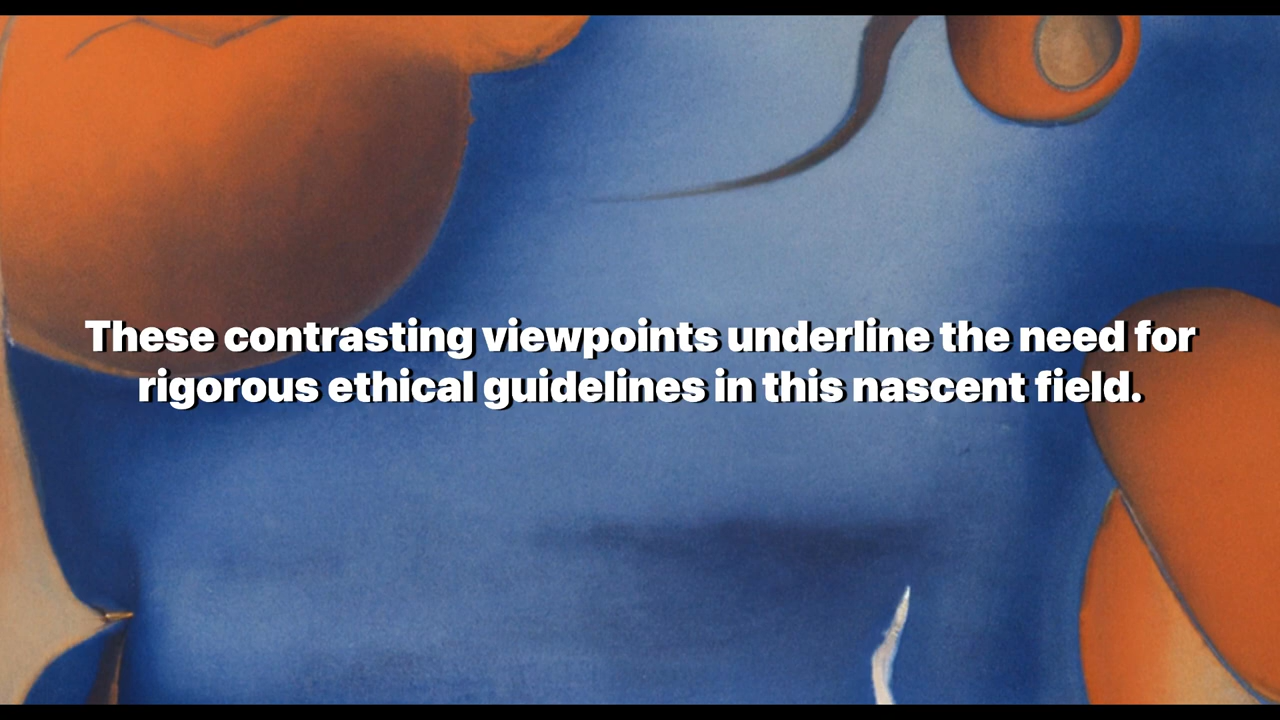 These contrasting viewpoints underline the need for
rigorous ethical guidelines in this nascent field.